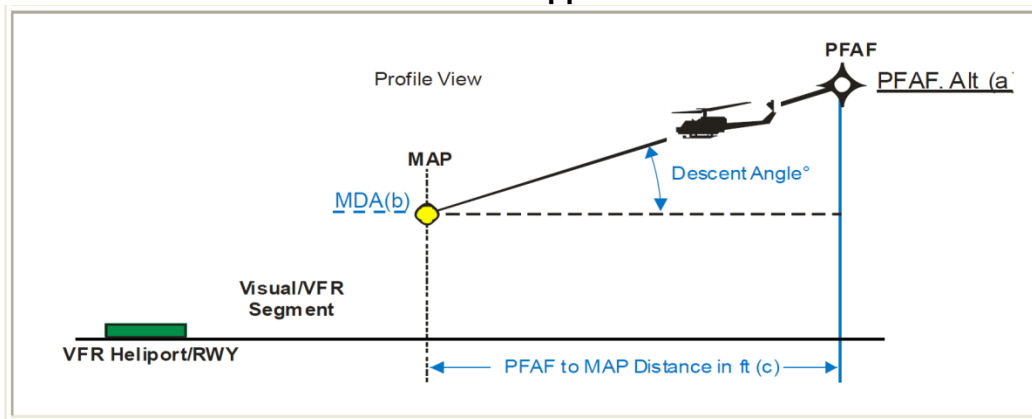 PFAF
Profile View
PFAF. Alt (a)
MAP
Descent Angle°
MDA(b)
Visual/VFR
Segment
VFR Heliport/RWY
PFAF to MAP Distance in ft (c)